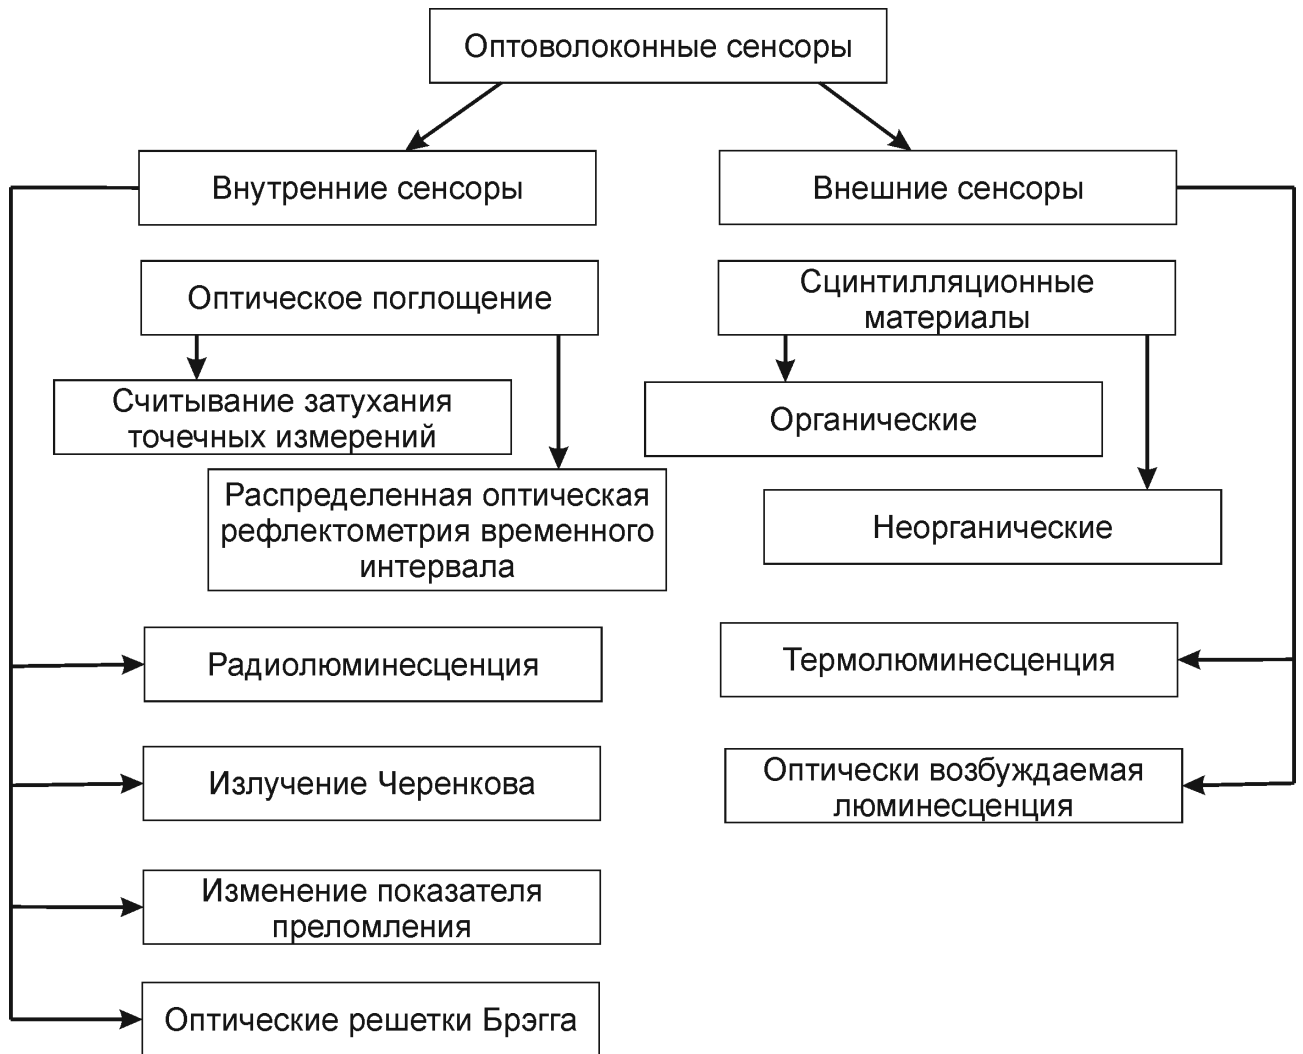 Оптоволоконные сенсоры
Внутренние сенсоры
Внешние сенсоры
Оптическое поглощение
Сцинтилляционные
материалы
Считывание затухания
точечных измерений
Органические
Распределенная оптическая
рефлектометрия временного
интервала
Неорганические
Радиолюминесценция
Термолюминесценция
Излучение Черенкова
Оптически возбуждаемая
люминесценция
Изменение показателя
преломления
Оптические решетки Брэгга